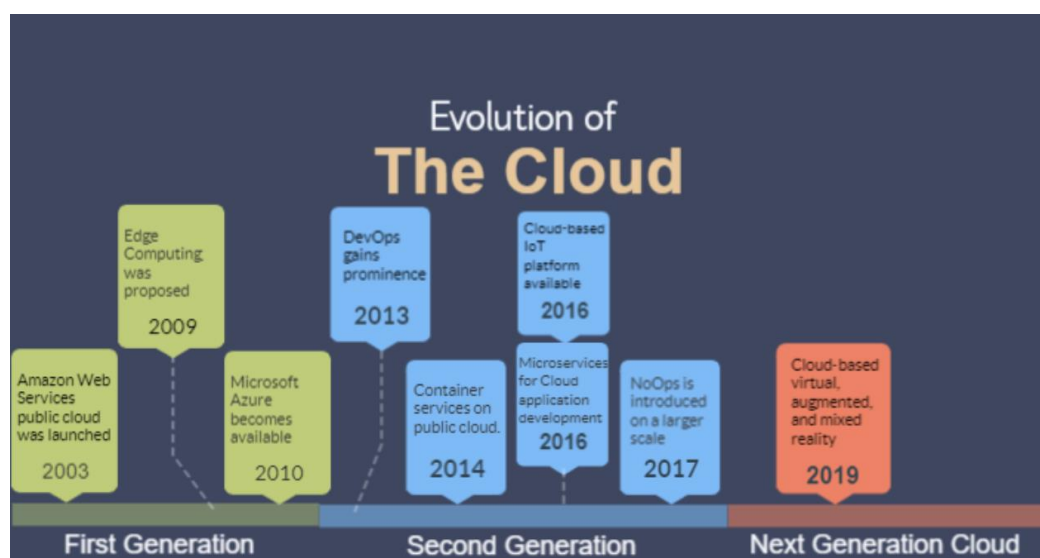 Evolution of
The Cloud
Amazon Web
Services
public cloud
was launched
2003
Edge
Computing
was
proposed
2009
Microsoft
Azure
becomes
available
2010
DevOps
gains
prominence
2013
Container
services on
public cloud.
2014
Cloud-based
IoT
platform
available
2016
Microservices
for Cloud
application
development
2016
NoOps is
introduced
on a larger
scale
2017
Cloud-based
virtual,
augmented,
and mixed
reality
2019
First Generation
Second Generation
Next Generation Cloud